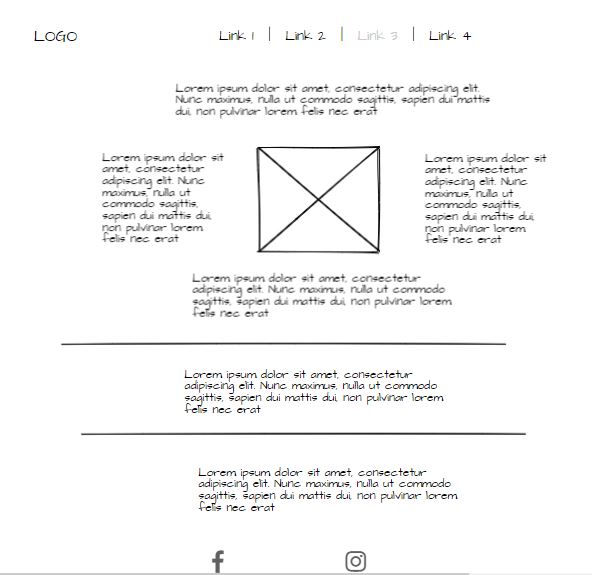 LOGO
Link 1 | Link 2 | Link 3 | Link 4
Lorem ipsum dolor sit amet, consectetur adipiscing elit.
Nunc maximus, nulla ut commodo sagittis, sapien dui mattis
dui, non pulvinar lorem felis nec erat
Lorem ipsum dolor sit
amet, consectetur
adipiscing elit. Nunc
maximus, nulla ut
commodo sagittis,
sapien dui mattis dui,
non pulvinar lorem
felis nec erat
Lorem ipsum dolor sit
amet, consectetur
adipiscing elit. Nunc
maximus, nulla ut
commodo sagittis,
sapien dui mattis dui,
non pulvinar lorem
felis nec erat
Lorem ipsum dolor sit amet, consectetur
adipiscing elit. Nunc maximus, nulla ut commodo
sagittis, sapien dui mattis dui, non pulvinar lorem
felis nec erat
Lorem ipsum dolor sit amet, consectetur
adipiscing elit. Nunc maximus, nulla ut commodo
sagittis, sapien dui mattis dui, non pulvinar lorem
felis nec erat
Lorem ipsum dolor sit amet, consectetur
adipiscing elit. Nunc maximus, nulla ut commodo
sagittis, sapien dui mattis dui, non pulvinar lorem
felis nec erat